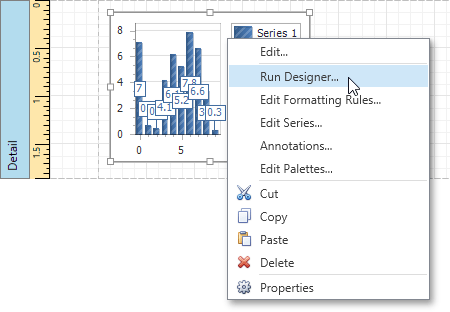 Detail
0
0.5
1
1.5
8
6
4
2
0
0
5
7
0
0
4.1
6.
5.2
7.8
6.6
3
0.3
Series 1
Edit...
Run Designer...
Edit Formatting Rules...
Edit Series...
Annotations...
Edit Palettes...
Cut
Copy
Paste
Delete
Properties